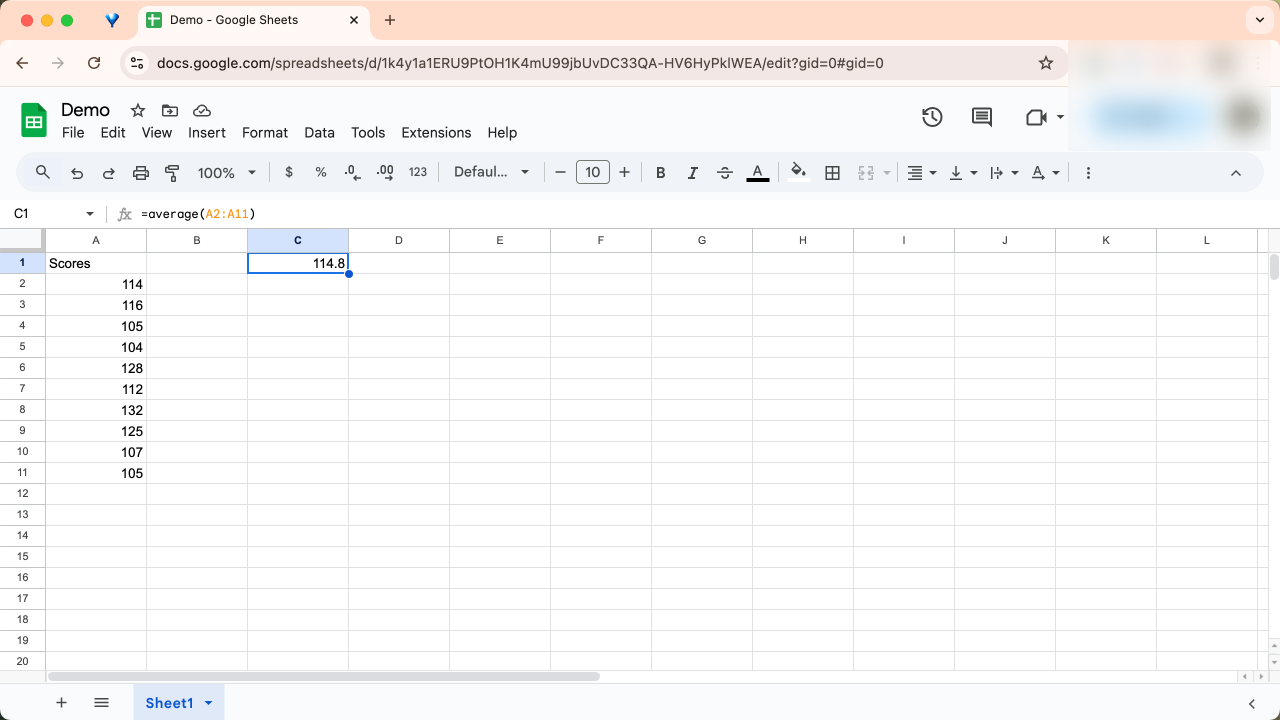 Demo - Google Sheets
docs.google.com/spreadsheets/d/1k4y1a1ERU9PtOH1K4mU99jbUvDC33QA-HV6HyPklWEA/edit?gid=0#gid=0
Demo
File Edit View Insert Format Data Tools Extensions Help
100% $ % .0 .00 123 Defaul... − 10 + B I S A A
C1 fx =average(A2:A11)
A B C D E F G H I J K L
1 Scores 114.8
2 114
3 116
4 105
5 104
6 128
7 112
8 132
9 125
10 107
11 105
12
13
14
15
16
17
18
19
20
Sheet1